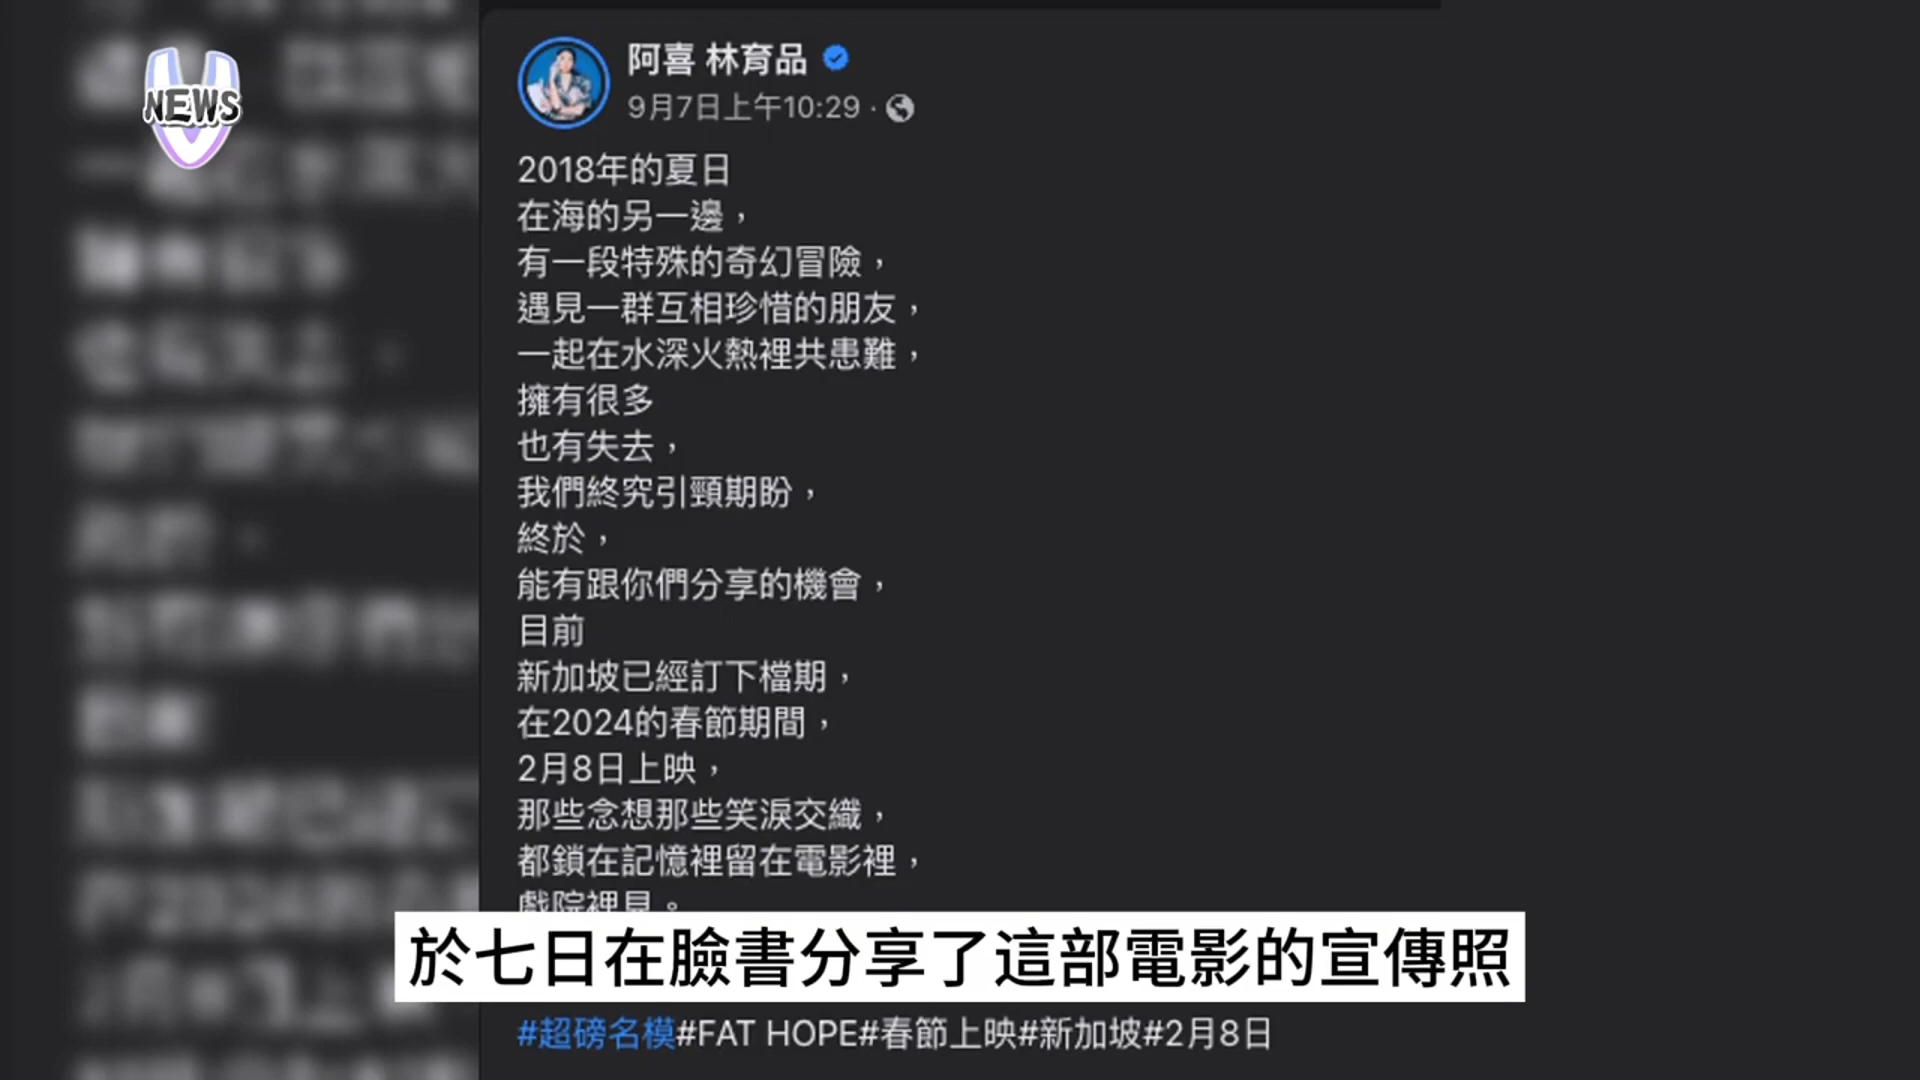 NEWS
阿喜 林育品
9月7日上午10:29 ·
2018年的夏日
在海的另一邊，
有一段特殊的奇幻冒險，
遇見一群互相珍惜的朋友，
一起在水深火熱裡共患難，
擁有很多
也有失去，
我們終究引頸期盼，
終於，
能有跟你們分享的機會，
目前
新加坡已經訂下檔期，
在2024的春節期間，
2月8日上映，
那些念想那些笑淚交織，
都鎖在記憶裡留在電影裡，
戲院裡見。
於七日在臉書分享了這部電影的宣傳照
#超磅名模#FAT HOPE#春節上映#新加坡#2月8日